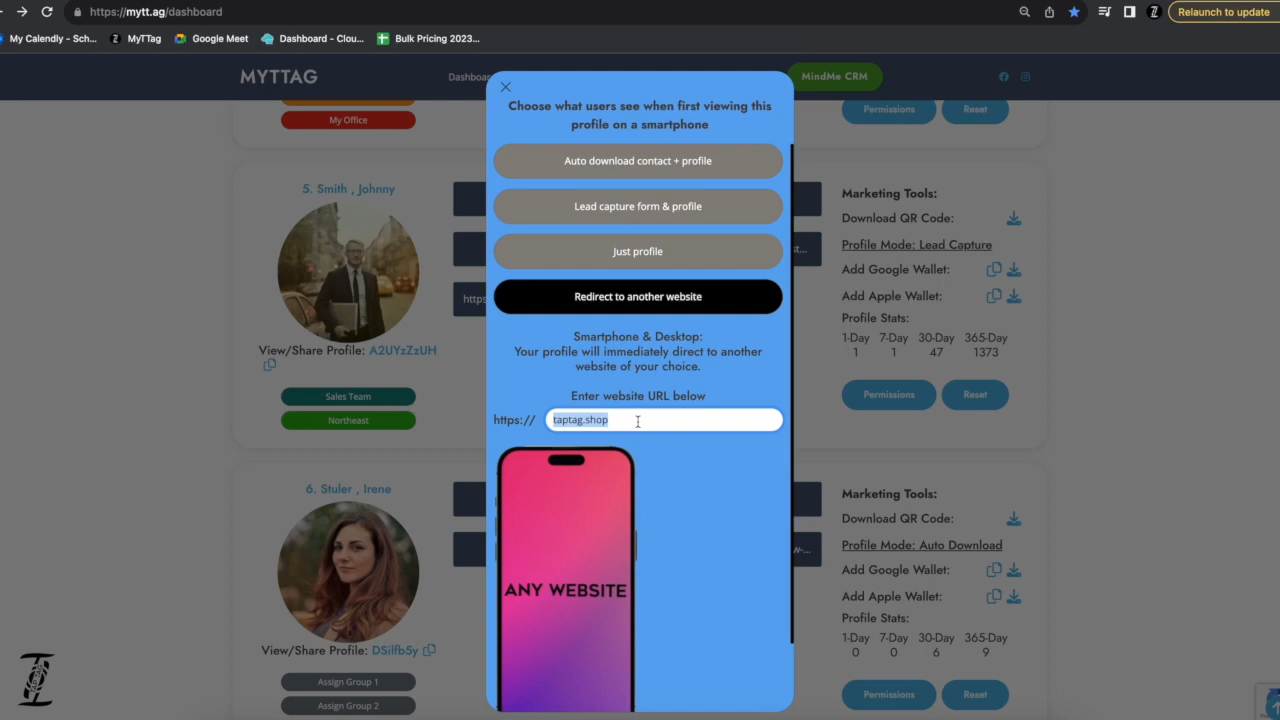 https://mytt.ag/dashboard
Relaunch to update
My Calendly - Sch...
MyTTag
Google Meet
Dashboard - Clou...
Bulk Pricing 2023...
MYTTAG
Dashboa
MindMe CRM
My Office
Permissions
Reset
Choose what users see when first viewing this
profile on a smartphone
Auto download contact + profile
Lead capture form & profile
Just profile
Redirect to another website
Smartphone & Desktop:
Your profile will immediately direct to another
website of your choice.
Enter website URL below
https://
taptag.shop
ANY WEBSITE
5. Smith , Johnny
View/Share Profile: A2UYzZzUH
Sales Team
Northeast
https
t...
Marketing Tools:
Download QR Code:
Profile Mode: Lead Capture
Add Google Wallet:
Add Apple Wallet:
Profile Stats:
1-Day 7-Day 30-Day 365-Day
1 1 47 1373
Permissions
Reset
6. Stuler , Irene
View/Share Profile: DSilfb5y
Assign Group 1
Assign Group 2
w-...
Marketing Tools:
Download QR Code:
Profile Mode: Auto Download
Add Google Wallet:
Add Apple Wallet:
Profile Stats:
1-Day 7-Day 30-Day 365-Day
0 0 6 9
Permissions
Reset